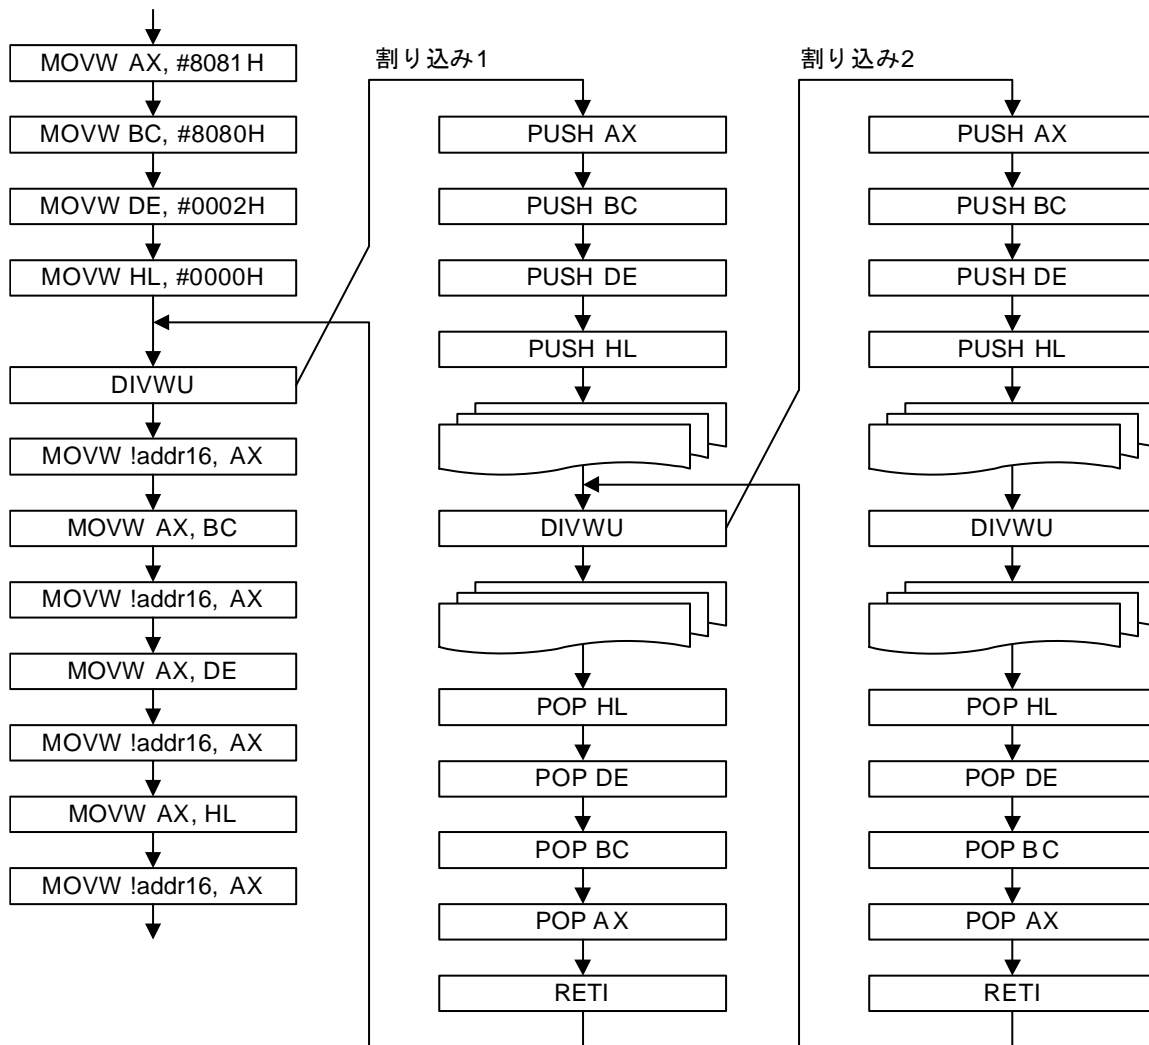 MOVW AX, #8081H
MOVW BC, #8080H
MOVW DE, #0002H
MOVW HL, #0000H
DIVWU
MOVW !addr16, AX
MOVW AX, BC
MOVW !addr16, AX
MOVW AX, DE
MOVW !addr16, AX
MOVW AX, HL
MOVW !addr16, AX
割り込み1
PUSH AX
PUSH BC
PUSH DE
PUSH HL
DIVWU
POP HL
POP DE
POP BC
POP AX
RETI
割り込み2
PUSH AX
PUSH BC
PUSH DE
PUSH HL
DIVWU
POP HL
POP DE
POP BC
POP AX
RETI